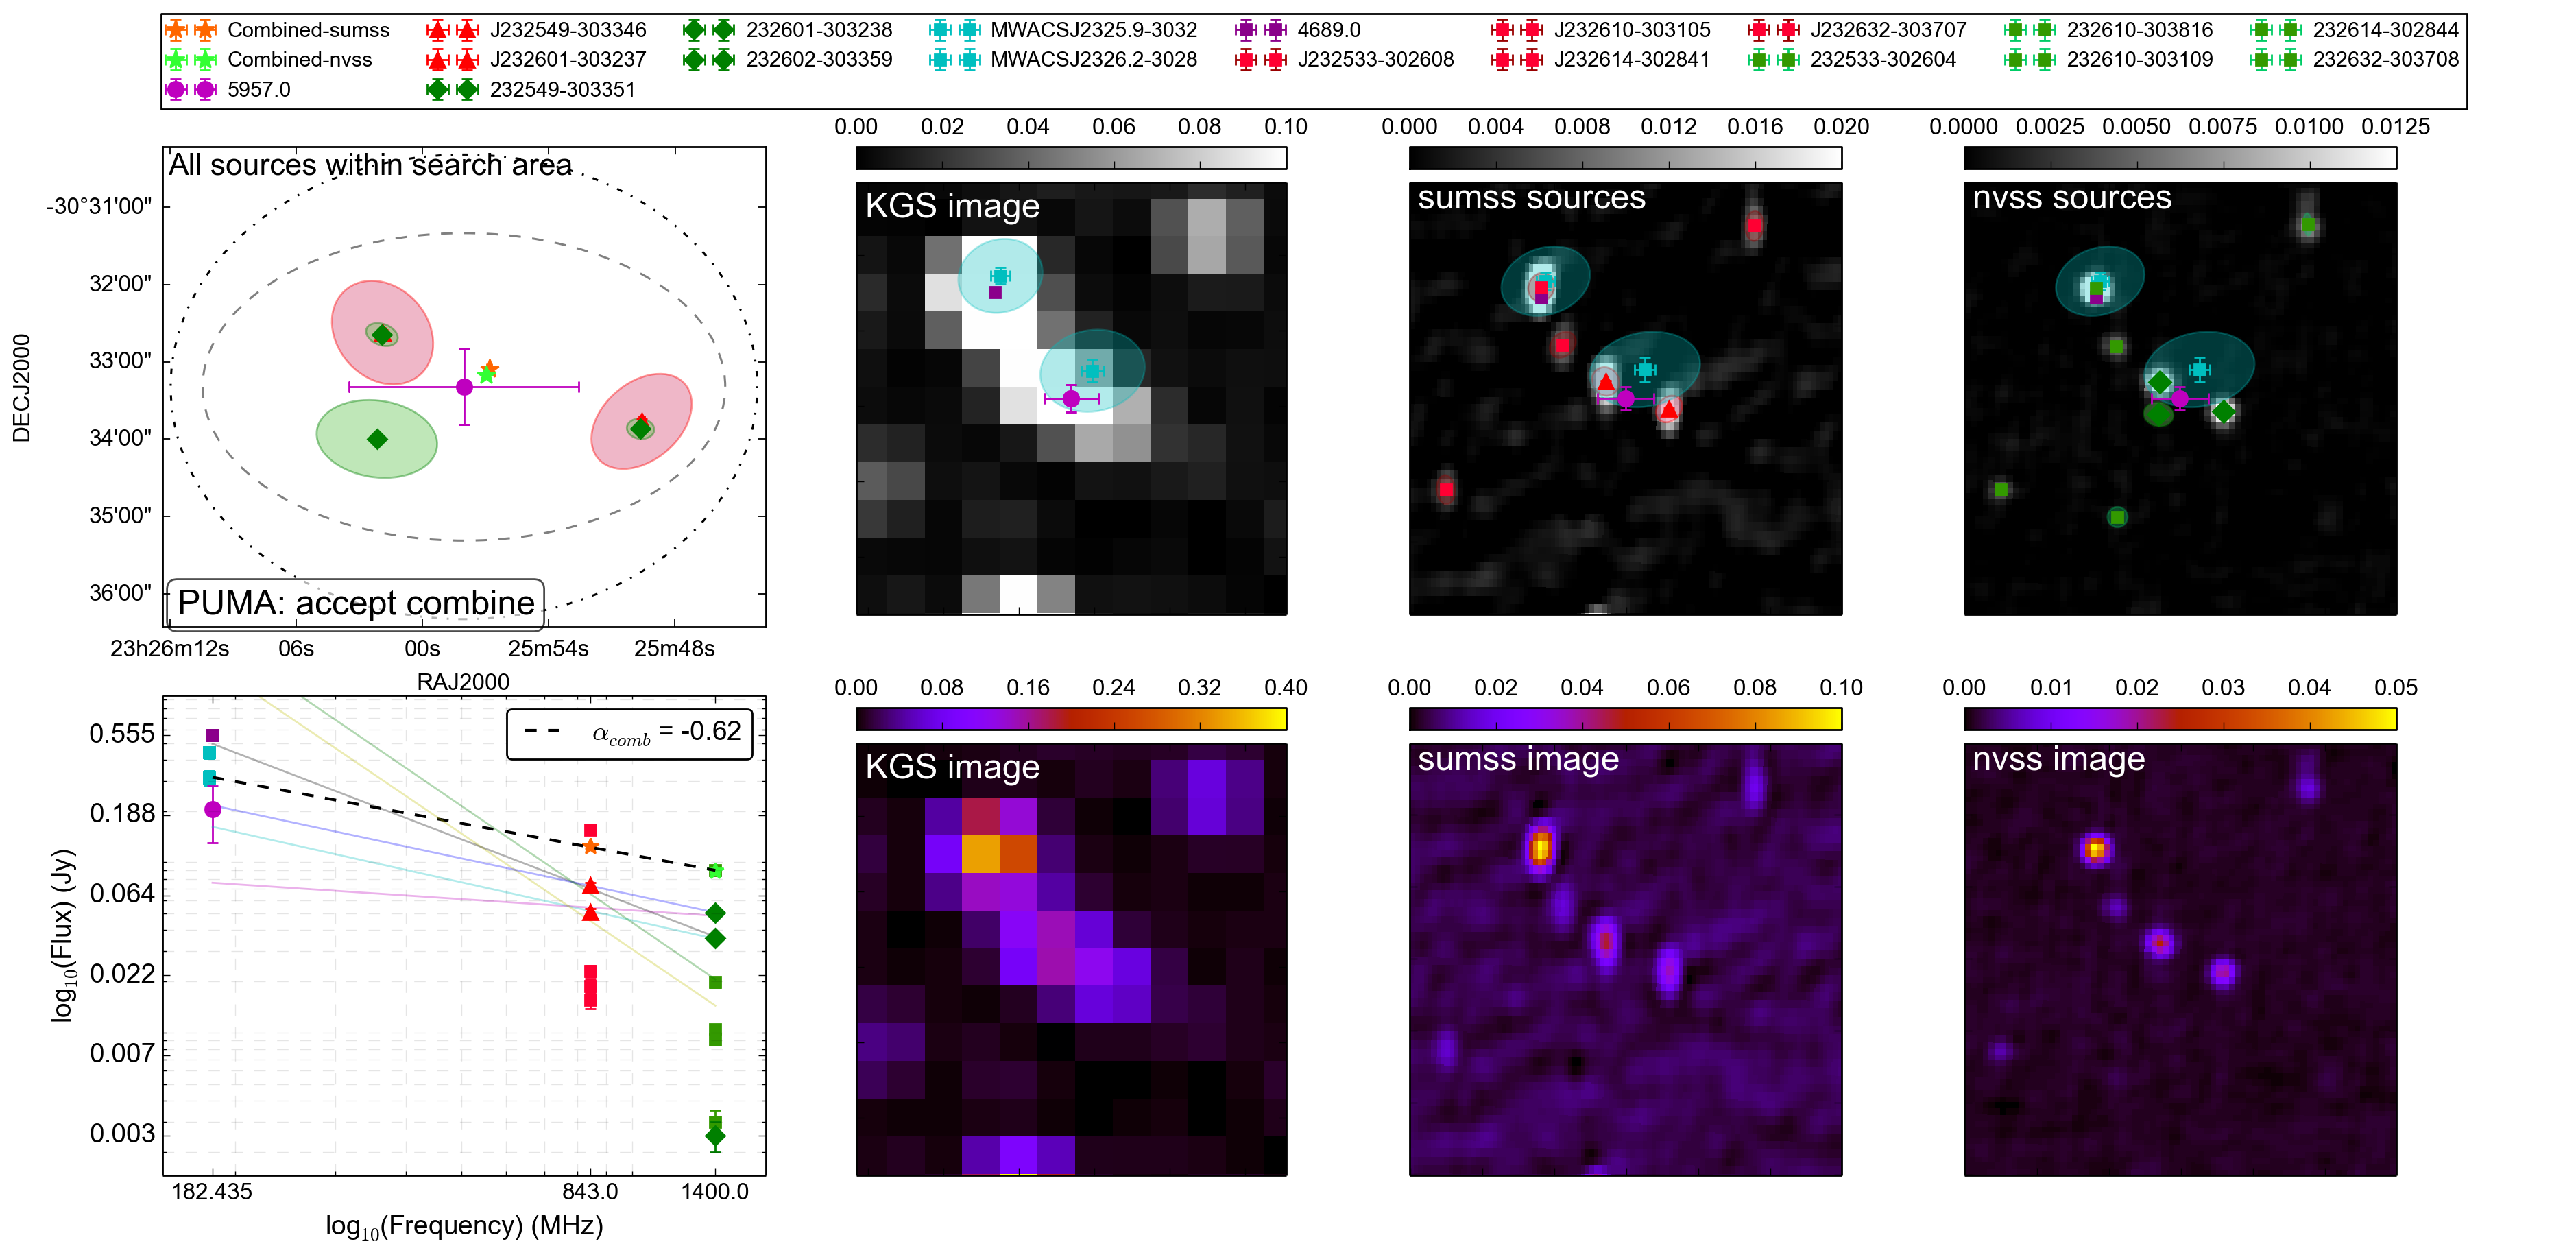 Combined-sumss J232549-303346 232601-303238 MWACSJ2325.9-3032 4689.0 J232610-303105 J232632-303707 232610-303816 232614-302844
Combined-nvss J232601-303237 232602-303359 MWACSJ2326.2-3028 J232533-302608 J232614-302841 232533-302604 232610-303109 232632-303708
5957.0 232549-303351
0.00 0.02 0.04 0.06 0.08 0.10
0.000 0.004 0.008 0.012 0.016 0.020
0.0000 0.0025 0.0050 0.0075 0.0100 0.0125
All sources within search area
KGS image
sumss sources
nvss sources
DECJ2000
-30°31'00"
32'00"
33'00"
34'00"
35'00"
36'00"
PUMA: accept combine
23h26m12s 06s 00s 25m54s 25m48s
RAJ2000
0.00 0.08 0.16 0.24 0.32 0.40
0.00 0.02 0.04 0.06 0.08 0.10
0.00 0.01 0.02 0.03 0.04 0.05
α_comb = -0.62
KGS image
sumss image
nvss image
log10(Flux) (Jy)
0.555
0.188
0.064
0.022
0.007
0.003
182.435 843.0 1400.0
log10(Frequency) (MHz)